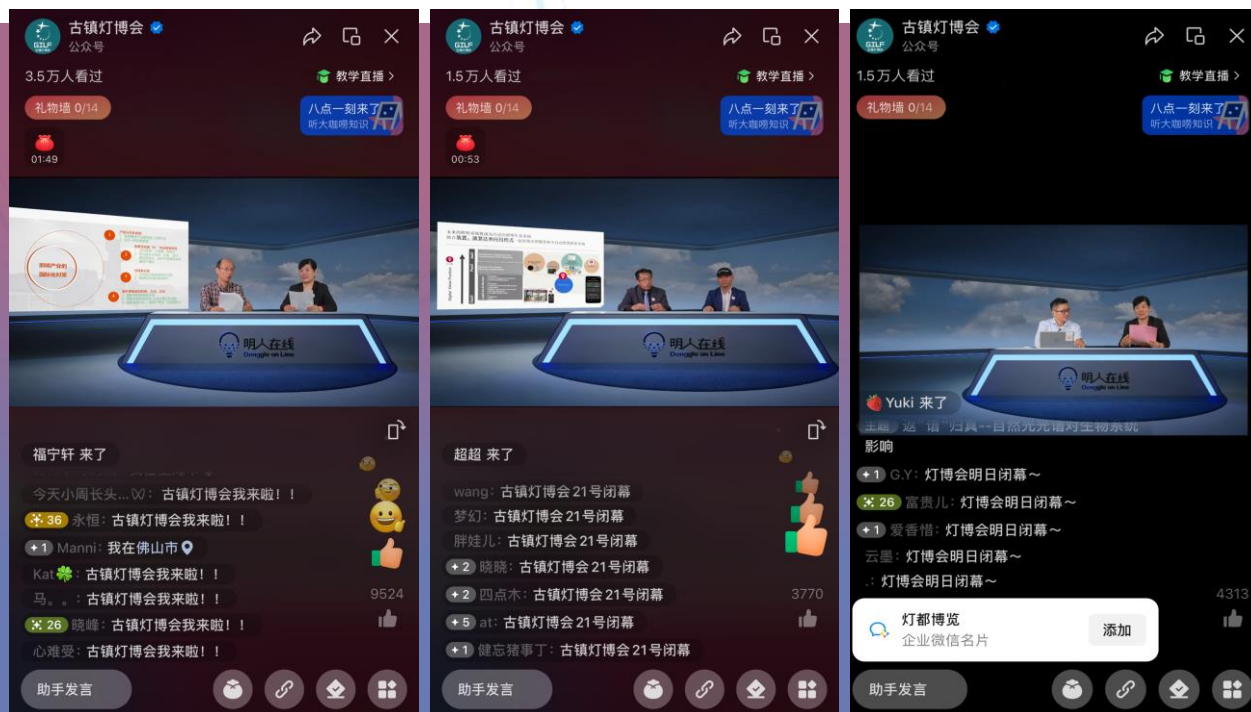 古镇灯博会
公众号
3.5万人看过
教学直播 >
礼物墙 0/14
八点一刻来了
听大咖唠知识
01:49
明人在线
福宁轩 来了
今天小周长头...: 古镇灯博会我来啦！！
36 永恒: 古镇灯博会我来啦！！
+1 Manni: 我在佛山市
Kat🍀: 古镇灯博会我来啦！！
马。。: 古镇灯博会我来啦！！
9524
26 晓峰: 古镇灯博会我来啦！！
心难受: 古镇灯博会我来啦！！
助手发言
古镇灯博会
公众号
1.5万人看过
教学直播 >
礼物墙 0/14
八点一刻来了
听大咖唠知识
00:53
明人在线
超超 来了
wang: 古镇灯博会21号闭幕
梦幻: 古镇灯博会21号闭幕
胖娃儿: 古镇灯博会21号闭幕
+2 晓晓: 古镇灯博会21号闭幕
+2 四点木: 古镇灯博会21号闭幕
3770
+5 at: 古镇灯博会21号闭幕
+1 健忘猪事丁: 古镇灯博会21号闭幕
助手发言
古镇灯博会
公众号
1.5万人看过
教学直播 >
礼物墙 0/14
八点一刻来了
听大咖唠知识
明人在线
🍓 Yuki 来了
主题 返“谱”归真--自然光光谱对生物系统
影响
+1 G.Y: 灯博会明日闭幕～
26 富贵儿: 灯博会明日闭幕～
+1 爱香惜: 灯博会明日闭幕～
云墨: 灯博会明日闭幕～
.: 灯博会明日闭幕～
4313
灯都博览
企业微信名片
添加
助手发言